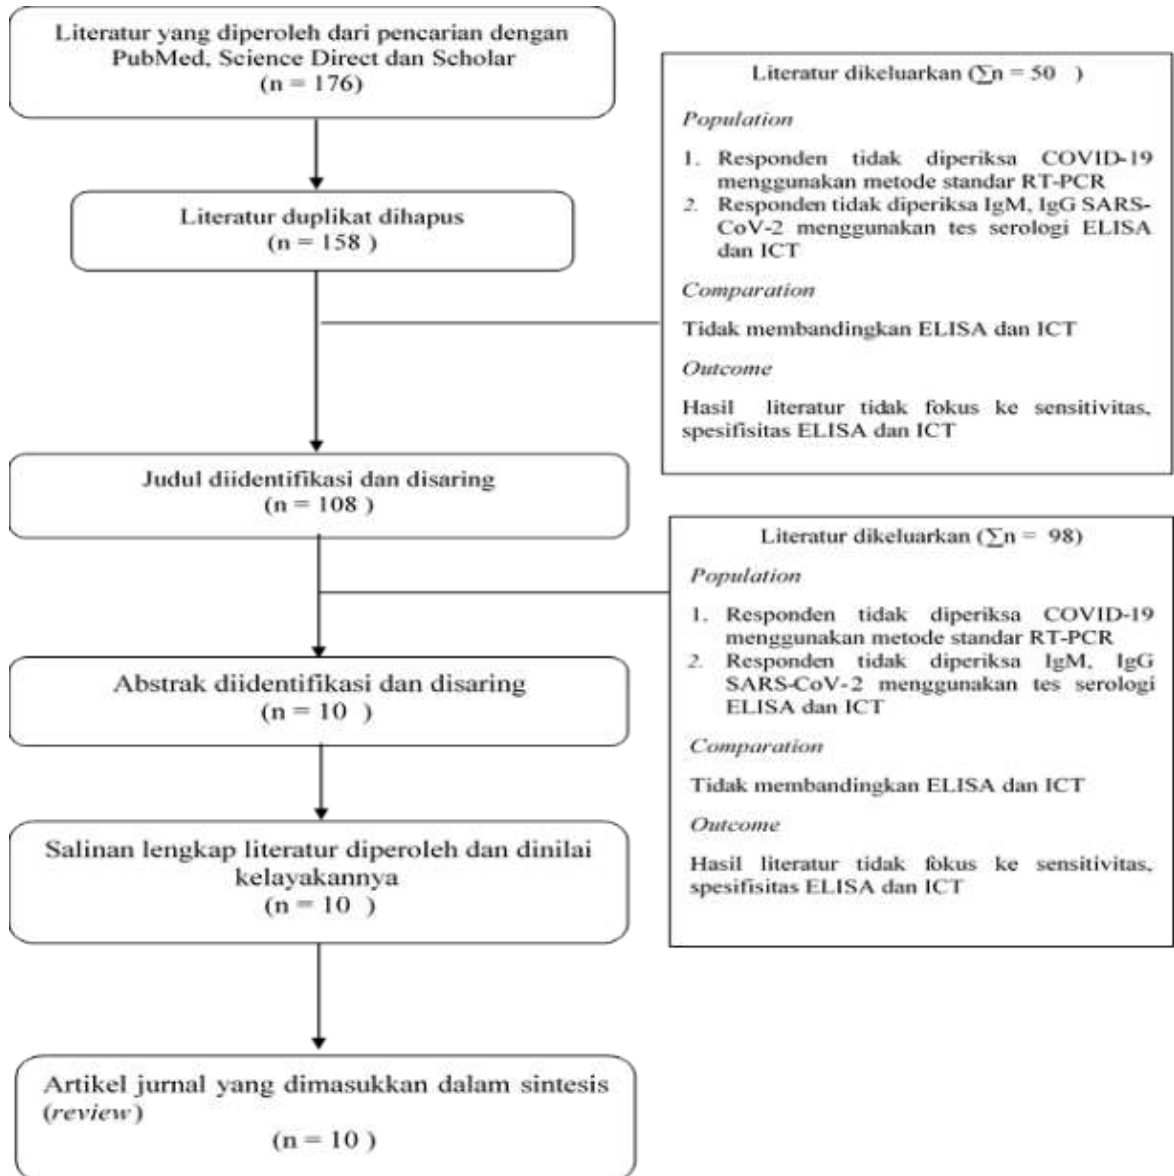 Literatur yang diperoleh dari pencarian dengan
PubMed, Science Direct dan Scholar
(n = 176)
Literatur duplikat dihapus
(n = 158 )
Literatur dikeluarkan (∑n = 50 )
Population
1. Responden tidak diperiksa COVID-19
menggunakan metode standar RT-PCR
2. Responden tidak diperiksa IgM, IgG SARS-
CoV-2 menggunakan tes serologi ELISA
dan ICT
Comparation
Tidak membandingkan ELISA dan ICT
Outcome
Hasil literatur tidak fokus ke sensitivitas,
spesifisitas ELISA dan ICT
Judul diidentifikasi dan disaring
(n = 108 )
Literatur dikeluarkan (∑n = 98)
Population
1. Responden tidak diperiksa COVID-19
menggunakan metode standar RT-PCR
2. Responden tidak diperiksa IgM, IgG
SARS-CoV-2 menggunakan tes serologi
ELISA dan ICT
Comparation
Tidak membandingkan ELISA dan ICT
Outcome
Hasil literatur tidak fokus ke sensitivitas,
spesifisitas ELISA dan ICT
Abstrak diidentifikasi dan disaring
(n = 10 )
Salinan lengkap literatur diperoleh dan dinilai
kelayakannya
(n = 10 )
Artikel jurnal yang dimasukkan dalam sintesis
(review)
(n = 10 )